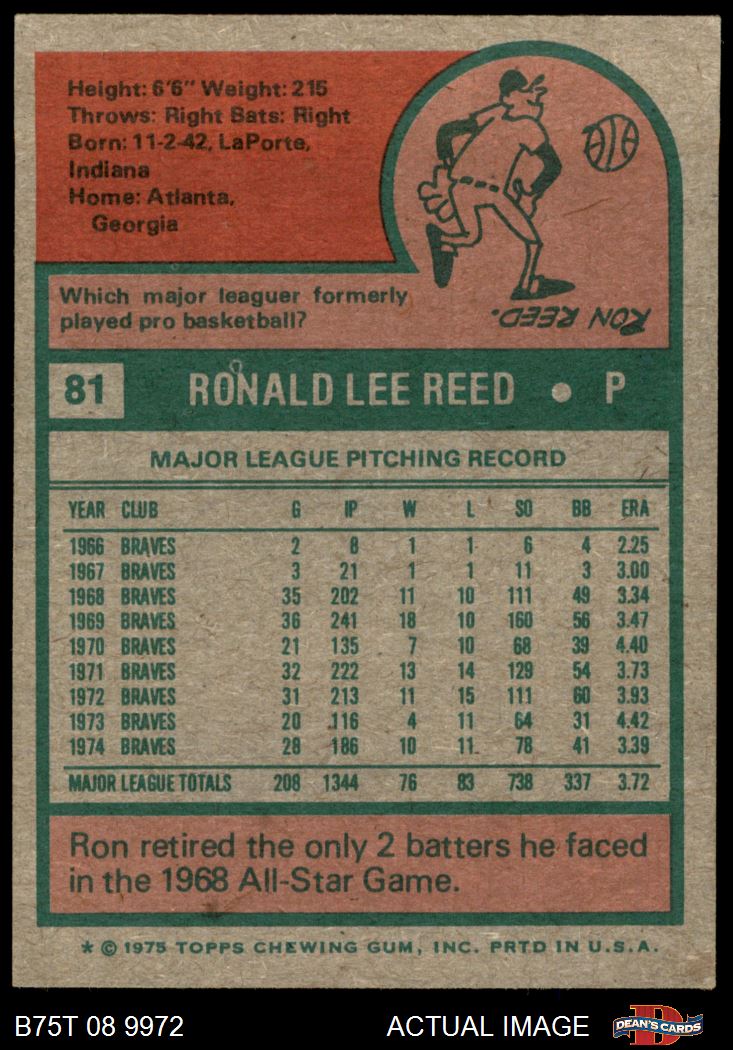 Height: 6'6" Weight: 215
Throws: Right Bats: Right
Born: 11-2-42, LaPorte,
Indiana
Home: Atlanta,
Georgia
Which major leaguer formerly
played pro basketball?
RON REED.
81 RONALD LEE REED • P
MAJOR LEAGUE PITCHING RECORD
YEAR CLUB G IP W L SO BB ERA
1966 BRAVES 2 8 1 1 6 4 2.25
1967 BRAVES 3 21 1 1 11 3 3.00
1968 BRAVES 35 202 11 10 111 49 3.34
1969 BRAVES 36 241 18 10 160 56 3.47
1970 BRAVES 21 135 7 10 68 39 4.40
1971 BRAVES 32 222 13 14 129 54 3.73
1972 BRAVES 31 213 11 15 111 60 3.93
1973 BRAVES 20 116 4 11 64 31 4.42
1974 BRAVES 28 186 10 11 78 41 3.39
MAJOR LEAGUE TOTALS 208 1344 76 83 738 337 3.72
Ron retired the only 2 batters he faced
in the 1968 All-Star Game.
* © 1975 TOPPS CHEWING GUM, INC. PRTD IN U.S.A.
B75T 08 9972 ACTUAL IMAGE DEAN'S CARDS